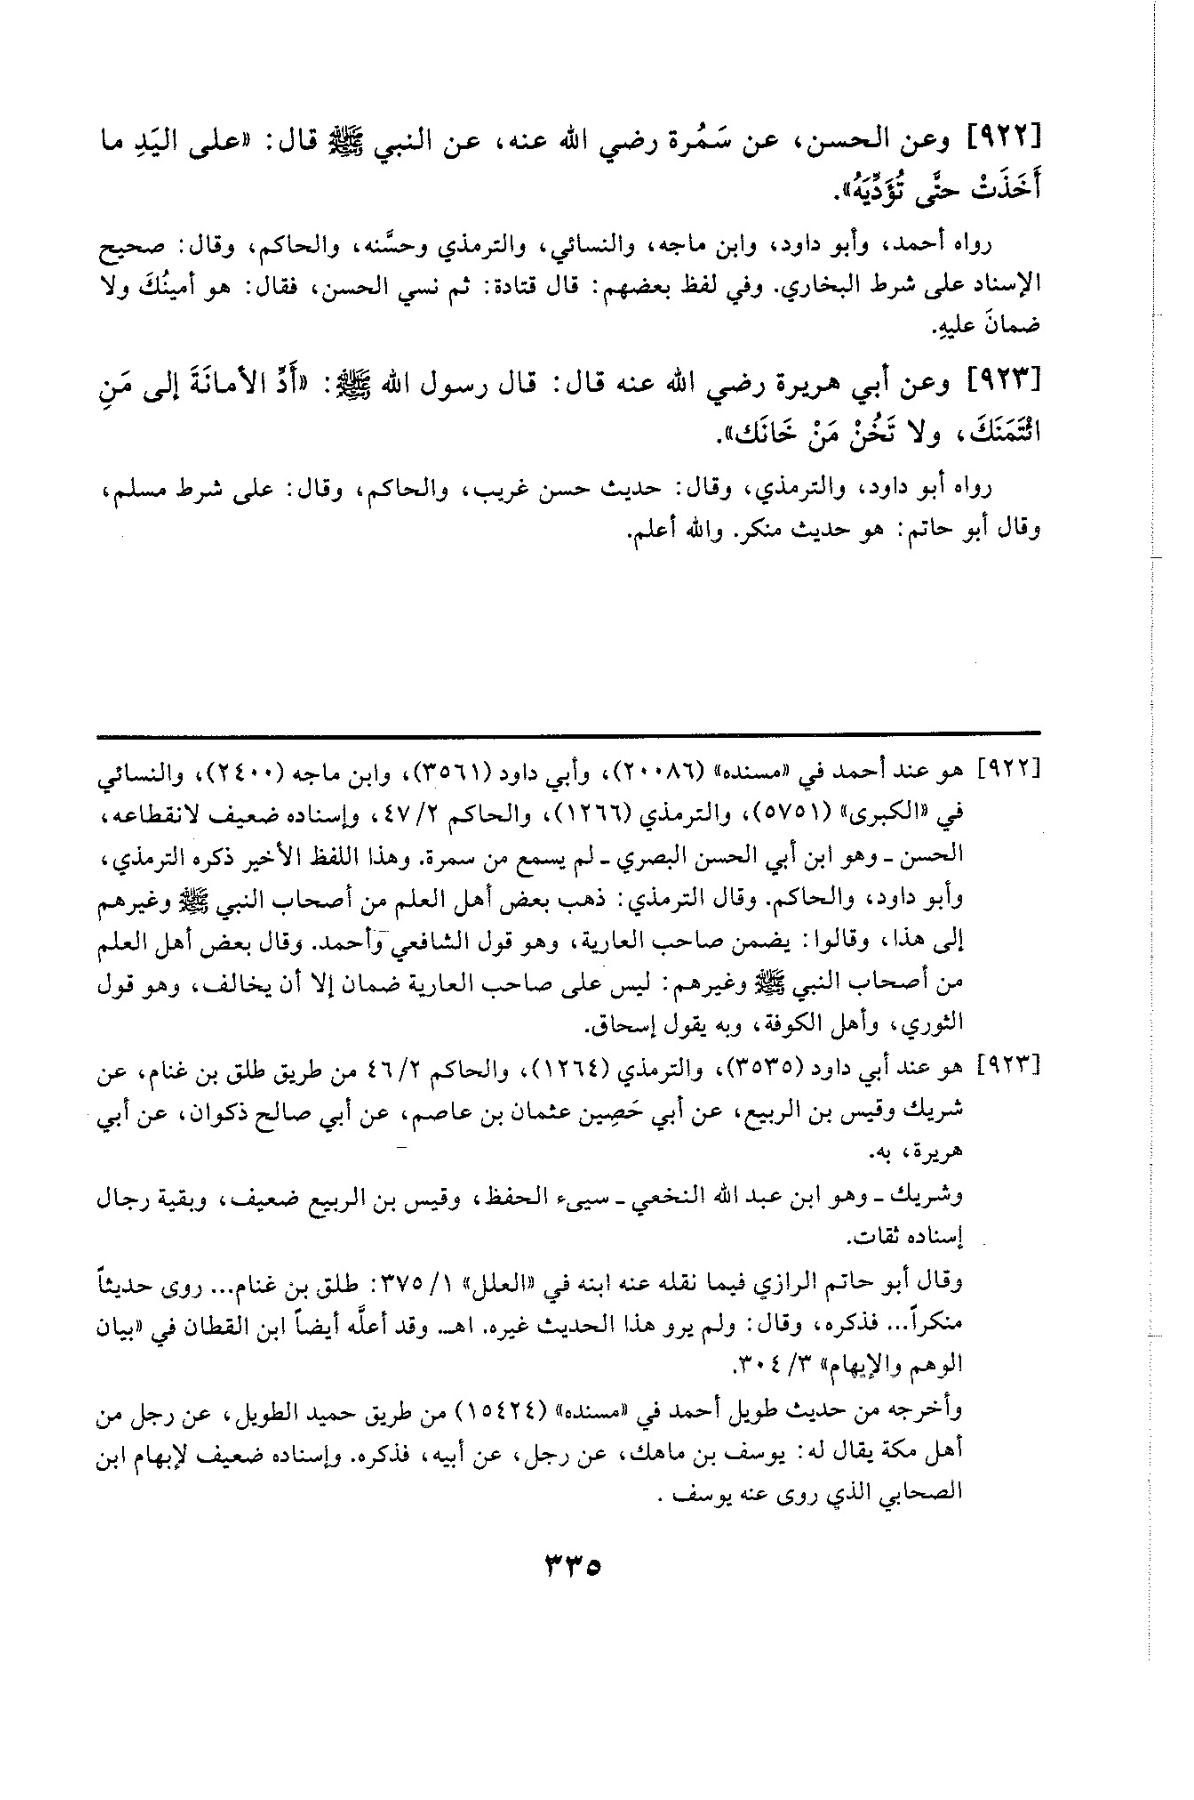 [٩٢٢] وعن الحسن، عن سَمُرة رضي الله عنه، عن النبي ﷺ قال: «على اليَدِ ما
أَخَذَتْ حتَّى تُؤَدِّيَهُ».
رواه أحمد، وأبو داود، وابن ماجه، والنسائي، والترمذي وحسَّنه، والحاكم، وقال: صحيح
الإسناد على شرط البخاري. وفي لفظ بعضهم: قال قتادة: ثم نسي الحسن، فقال: هو أمينُكَ ولا
ضمانَ عليهِ.
[٩٢٣] وعن أبي هريرة رضي الله عنه قال: قال رسول الله ﷺ: «أَدِّ الأمانَةَ إلى مَنِ
ائْتَمَنَكَ، ولا تَخُنْ مَنْ خَانَك».
رواه أبو داود، والترمذي، وقال: حديث حسن غريب، والحاكم، وقال: على شرط مسلم،
وقال أبو حاتم: هو حديث منكر. والله أعلم.
[٩٢٢] هو عند أحمد في «مسنده» (٢٠٠٨٦)، وأبي داود (٣٥٦١)، وابن ماجه (٢٤٠٠)، والنسائي
في «الكبرى» (٥٧٥١)، والترمذي (١٢٦٦)، والحاكم ٤٧/٢، وإسناده ضعيف لانقطاعه،
الحسن ـ وهو ابن أبي الحسن البصري ـ لم يسمع من سمرة. وهذا اللفظ الأخير ذكره الترمذي،
وأبو داود، والحاكم. وقال الترمذي: ذهب بعض أهل العلم من أصحاب النبي ﷺ وغيرهم
إلى هذا، وقالوا: يضمن صاحب العارية، وهو قول الشافعي وأحمد. وقال بعض أهل العلم
من أصحاب النبي ﷺ وغيرهم: ليس على صاحب العارية ضمان إلا أن يخالف، وهو قول
الثوري، وأهل الكوفة، وبه يقول إسحاق.
[٩٢٣] هو عند أبي داود (٣٥٣٥)، والترمذي (١٢٦٤)، والحاكم ٤٦/٢ من طريق طلق بن غنام، عن
شريك وقيس بن الربيع، عن أبي حَصِين عثمان بن عاصم، عن أبي صالح ذكوان، عن أبي
هريرة، به.
وشريك ـ وهو ابن عبد الله النخعي ـ سيىء الحفظ، وقيس بن الربيع ضعيف، وبقية رجال
إسناده ثقات.
وقال أبو حاتم الرازي فيما نقله عنه ابنه في «العلل» ١/ ٣٧٥: طلق بن غنام... روى حديثاً
منكراً... فذكره، وقال: ولم يرو هذا الحديث غيره. اهـ. وقد أعلَّه أيضاً ابن القطان في «بيان
الوهم والإيهام» ٣/ ٣٠٤.
وأخرجه من حديث طويل أحمد في «مسنده» (١٥٤٢٤) من طريق حميد الطويل، عن رجل من
أهل مكة يقال له: يوسف بن ماهك، عن رجل، عن أبيه، فذكره. وإسناده ضعيف لإبهام ابن
الصحابي الذي روى عنه يوسف .
٣٣٥